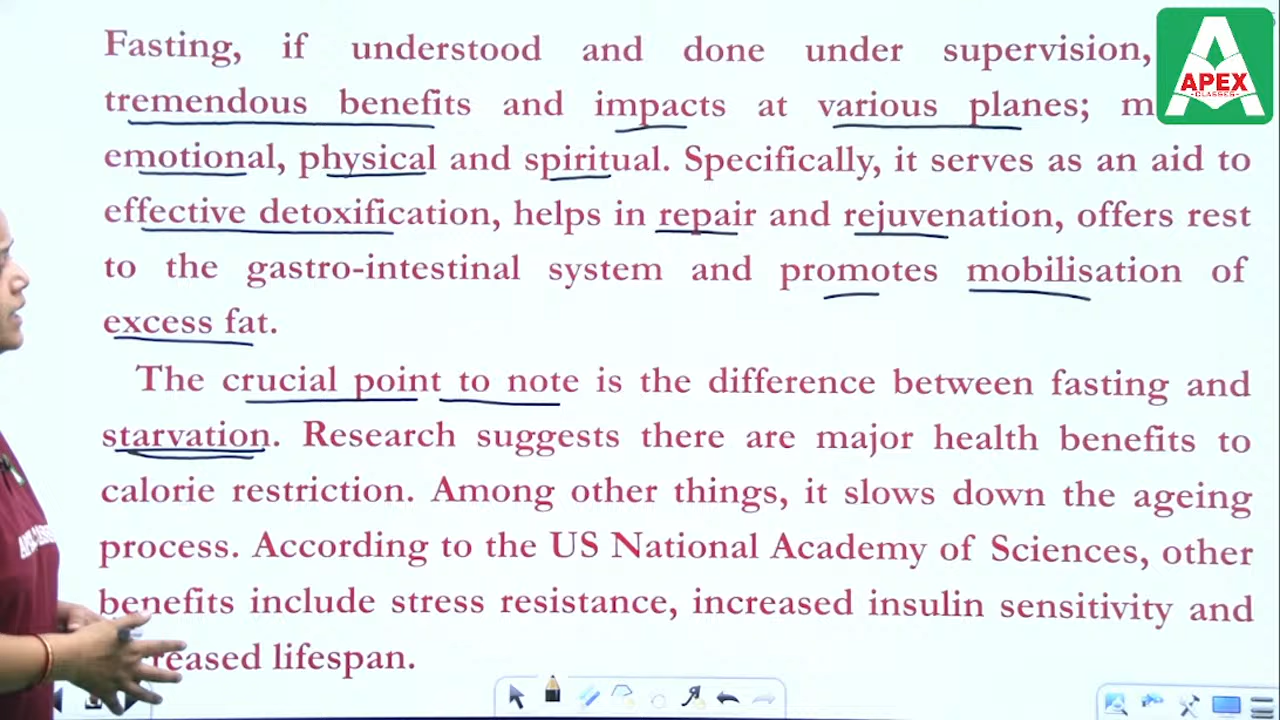 Fasting, if understood and done under supervision,
tremendous benefits and impacts at various planes;
emotional, physical and spiritual. Specifically, it serves as an aid to
effective detoxification, helps in repair and rejuvenation, offers rest
to the gastro-intestinal system and promotes mobilisation of
excess fat.
The crucial point to note is the difference between fasting and
starvation. Research suggests there are major health benefits to
calorie restriction. Among other things, it slows down the ageing
process. According to the US National Academy of Sciences, other
benefits include stress resistance, increased insulin sensitivity and
lifespan.
APEX
CLASSES